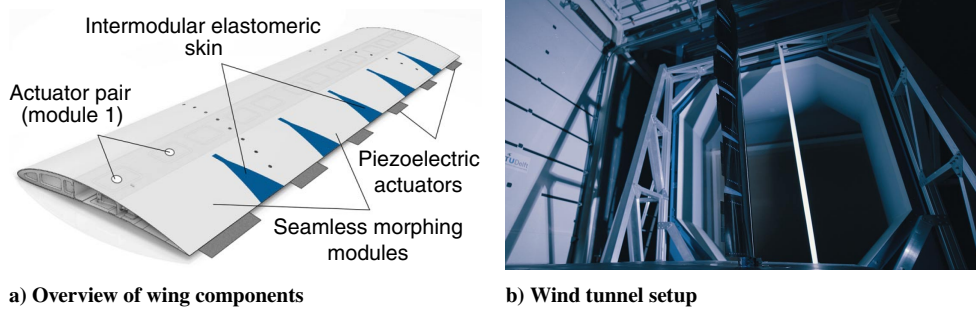 Intermodular elastomeric
skin
Actuator pair
(module 1)
Piezoelectric
actuators
Seamless morphing
modules
TUDelft
a) Overview of wing components
b) Wind tunnel setup